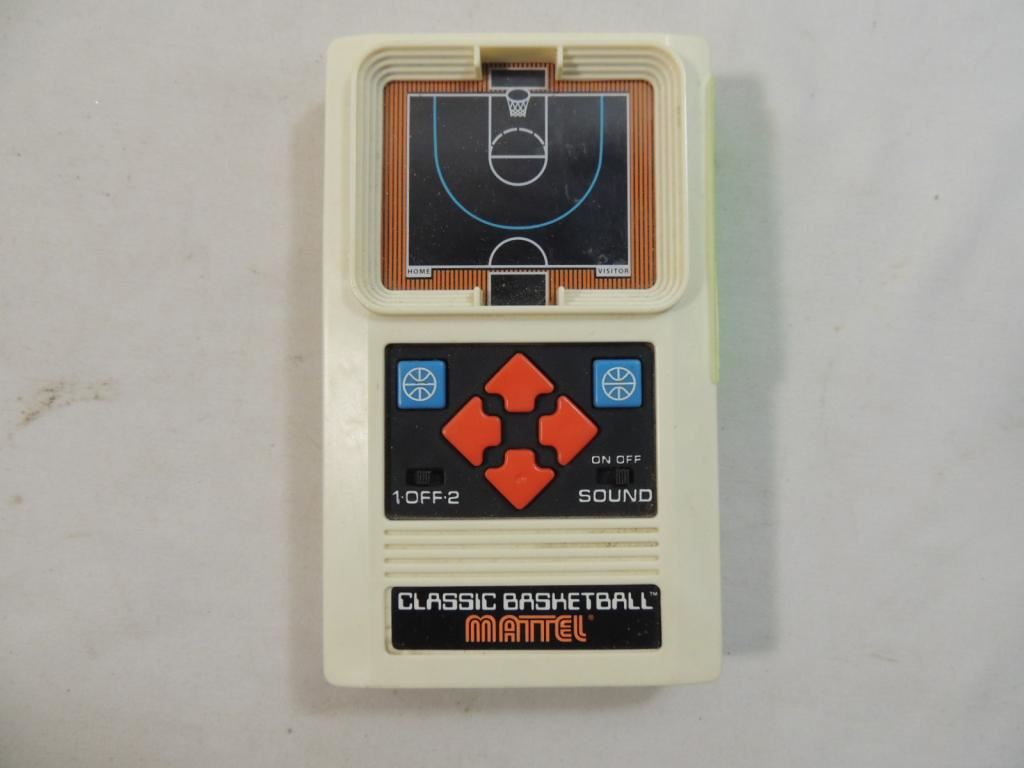 HOME VISITOR
ON OFF
1·OFF·2 SOUND
CLASSIC BASKETBALL™
MATTEL®